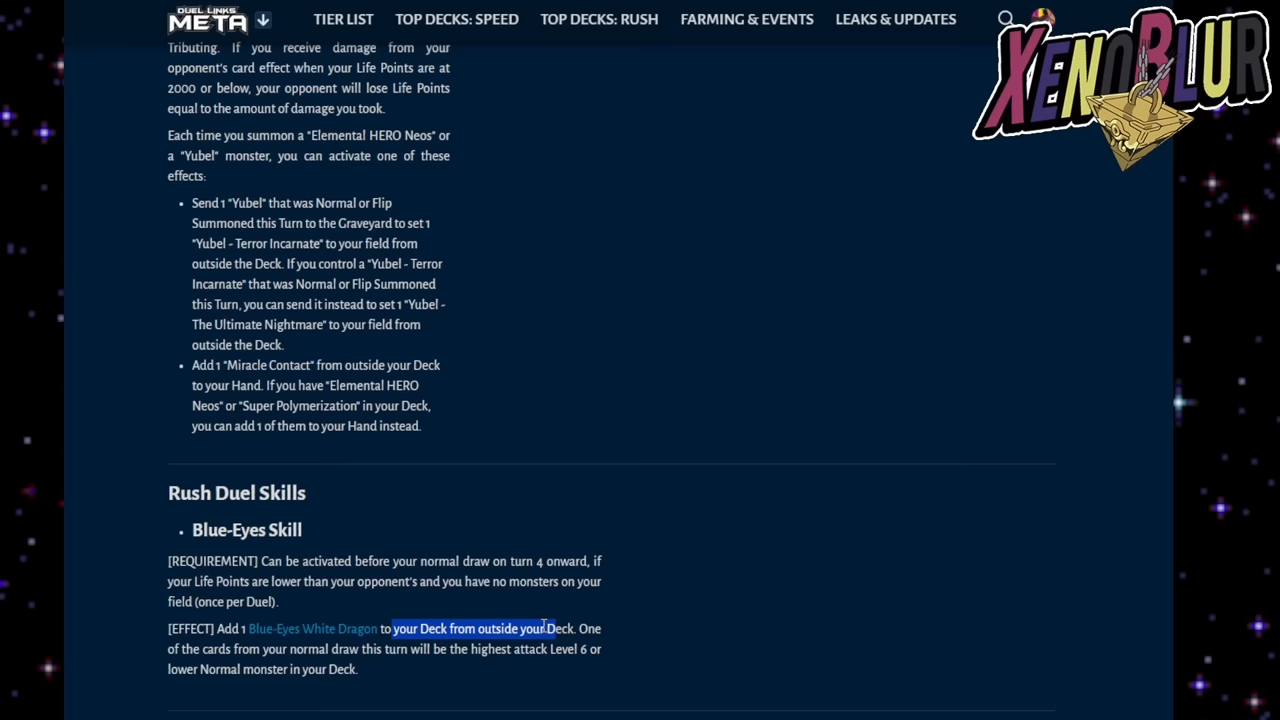 DUEL LINKS
META
TIER LIST
TOP DECKS: SPEED
TOP DECKS: RUSH
FARMING & EVENTS
LEAKS & UPDATES
XENOBLUR
Tributing. If you receive damage from your
opponent's card effect when your Life Points are at
2000 or below, your opponent will lose Life Points
equal to the amount of damage you took.
Each time you summon a "Elemental HERO Neos" or
a "Yubel" monster, you can activate one of these
effects:
• Send 1 "Yubel" that was Normal or Flip
Summoned this Turn to the Graveyard to set 1
"Yubel - Terror Incarnate" to your field from
outside the Deck. If you control a "Yubel - Terror
Incarnate" that was Normal or Flip Summoned
this Turn, you can send it instead to set 1 "Yubel -
The Ultimate Nightmare" to your field from
outside the Deck.
• Add 1 "Miracle Contact" from outside your Deck
to your Hand. If you have "Elemental HERO
Neos" or "Super Polymerization" in your Deck,
you can add 1 of them to your Hand instead.
Rush Duel Skills
• Blue-Eyes Skill
[REQUIREMENT] Can be activated before your normal draw on turn 4 onward, if
your Life Points are lower than your opponent's and you have no monsters on your
field (once per Duel).
[EFFECT] Add 1 Blue-Eyes White Dragon to your Deck from outside your Deck. One
of the cards from your normal draw this turn will be the highest attack Level 6 or
lower Normal monster in your Deck.